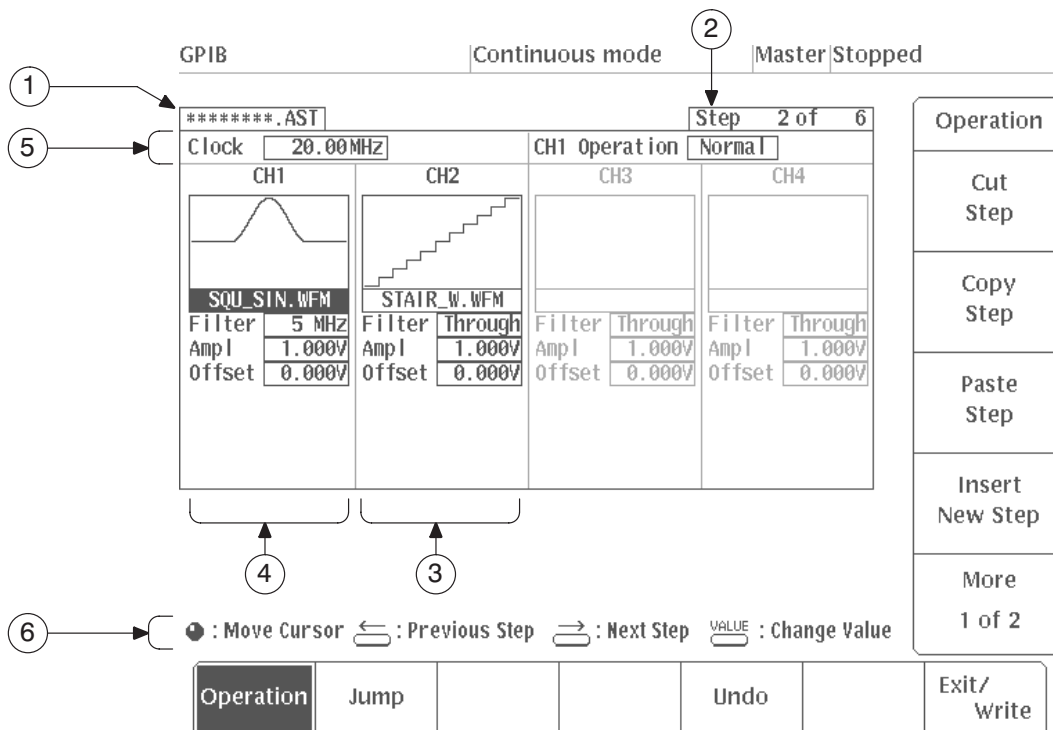 2
GPIB Continuous mode Master Stopped
1
********.AST Step 2 of 6
5
Clock 20.00MHz CH1 Operation Normal
CH1 CH2 CH3 CH4
SQU_SIN.WFM STAIR_W.WFM
Filter 5 MHz Filter Through Filter Through Filter Through
Ampl 1.000V Ampl 1.000V Ampl 1.000V Ampl 1.000V
Offset 0.000V Offset 0.000V Offset 0.000V Offset 0.000V
4 3
6
: Move Cursor : Previous Step : Next Step VALUE : Change Value
Operation
Cut
Step
Copy
Step
Paste
Step
Insert
New Step
More
1 of 2
Operation Jump Undo Exit/
Write